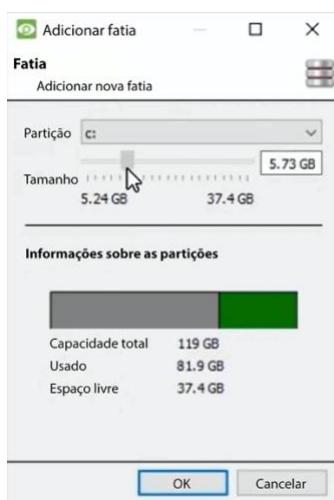 Adicionar fatia
Fatia
Adicionar nova fatia
Partição C:
5.73 GB
Tamanho
5.24 GB 37.4 GB
Informações sobre as partições
Capacidade total 119 GB
Usado 81.9 GB
Espaço livre 37.4 GB
OK Cancelar